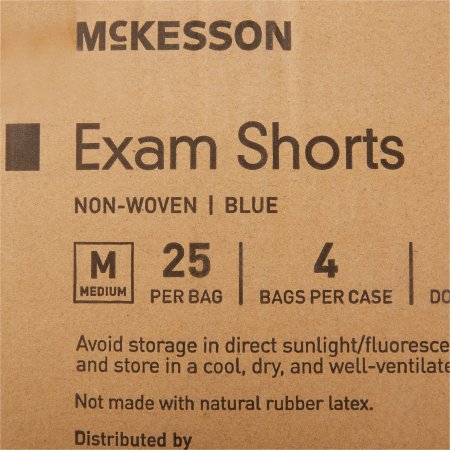 McKESSON
Exam Shorts
NON-WOVEN | BLUE
M 25 | 4 |
MEDIUM PER BAG BAGS PER CASE DO
Avoid storage in direct sunlight/fluoresce
and store in a cool, dry, and well-ventilate
Not made with natural rubber latex.
Distributed by